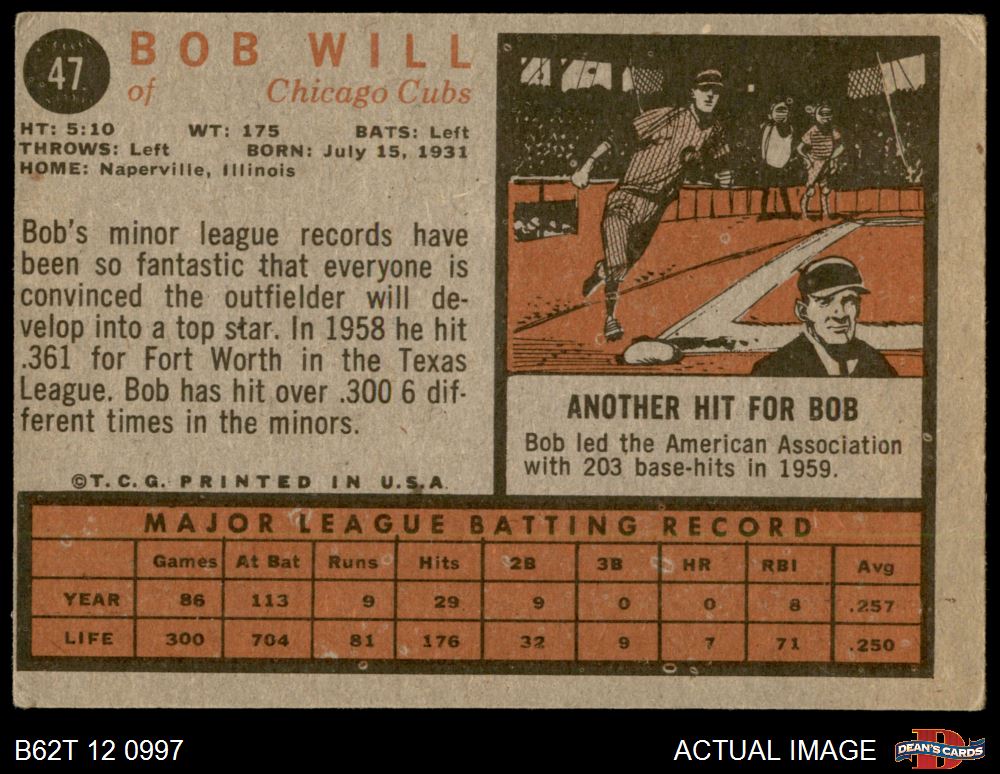 47
BOB WILL
of Chicago Cubs
HT: 5:10 WT: 175 BATS: Left
THROWS: Left BORN: July 15, 1931
HOME: Naperville, Illinois
Bob's minor league records have
been so fantastic that everyone is
convinced the outfielder will de-
velop into a top star. In 1958 he hit
.361 for Fort Worth in the Texas
League. Bob has hit over .300 6 dif-
ferent times in the minors.
©T.C.G. PRINTED IN U.S.A.
ANOTHER HIT FOR BOB
Bob led the American Association
with 203 base-hits in 1959.
MAJOR LEAGUE BATTING RECORD
Games At Bat Runs Hits 2B 3B HR RBI Avg
YEAR 86 113 9 29 9 0 0 8 .257
LIFE 300 704 81 176 32 9 7 71 .250
B62T 12 0997
ACTUAL IMAGE
D
DEAN'S CARDS